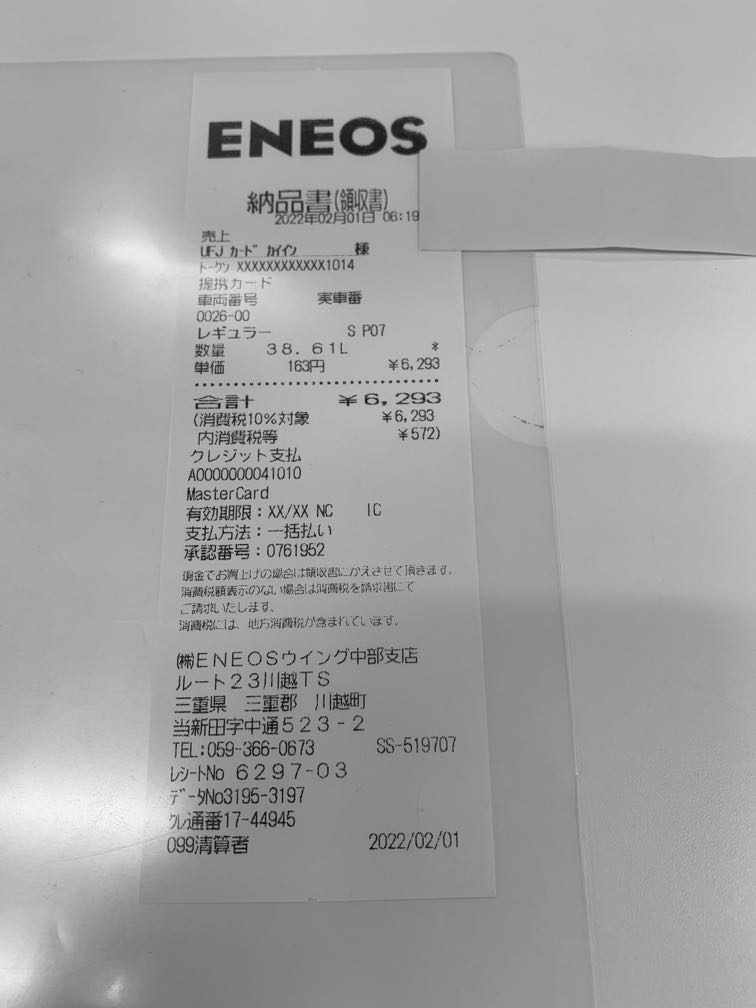 ENEOS
納品書(領収書)
2022年02月01日 06:19
売上
UFJ カード カイイン 様
トークン XXXXXXXXXXXX1014
提携カード
車両番号 実車番
0026-00
レギュラー S P07
数量 38.61L *
単価 163円 ¥6,293
合計 ¥6,293
(消費税10%対象 ¥6,293
内消費税等 ¥572)
クレジット支払
A0000000041010
MasterCard
有効期限:XX/XX NC IC
支払方法:一括払い
承認番号:0761952
現金でお買上げの場合は領収書にかえさせて頂きます。
消費税額表示のない場合は消費税を請求書にて
ご請求いたします。
消費税には、地方消費税が含まれています。
㈱ENEOSウイング中部支店
ルート23川越TS
三重県 三重郡 川越町
当新田字中通523-2
TEL:059-366-0673 SS-519707
レシートNo 6297-03
データNo3195-3197
クレ通番17-44945
099清算者 2022/02/01